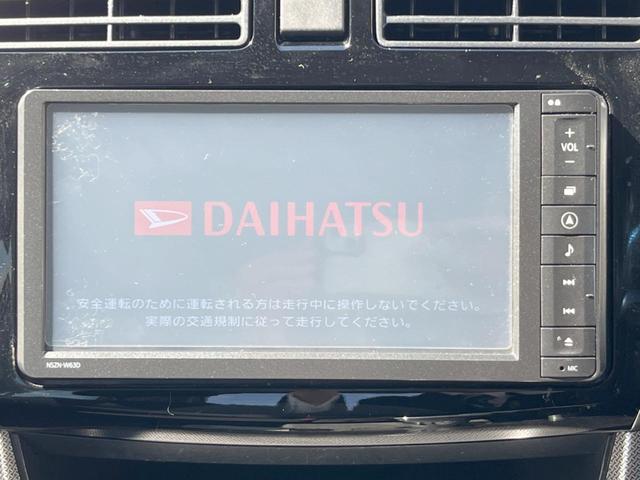 DAIHATSU
安全運転のために運転される方は走行中に操作しないでください。
実際の交通規制に従って走行してください。
NSZN-W63D
+
VOL
−
MIC